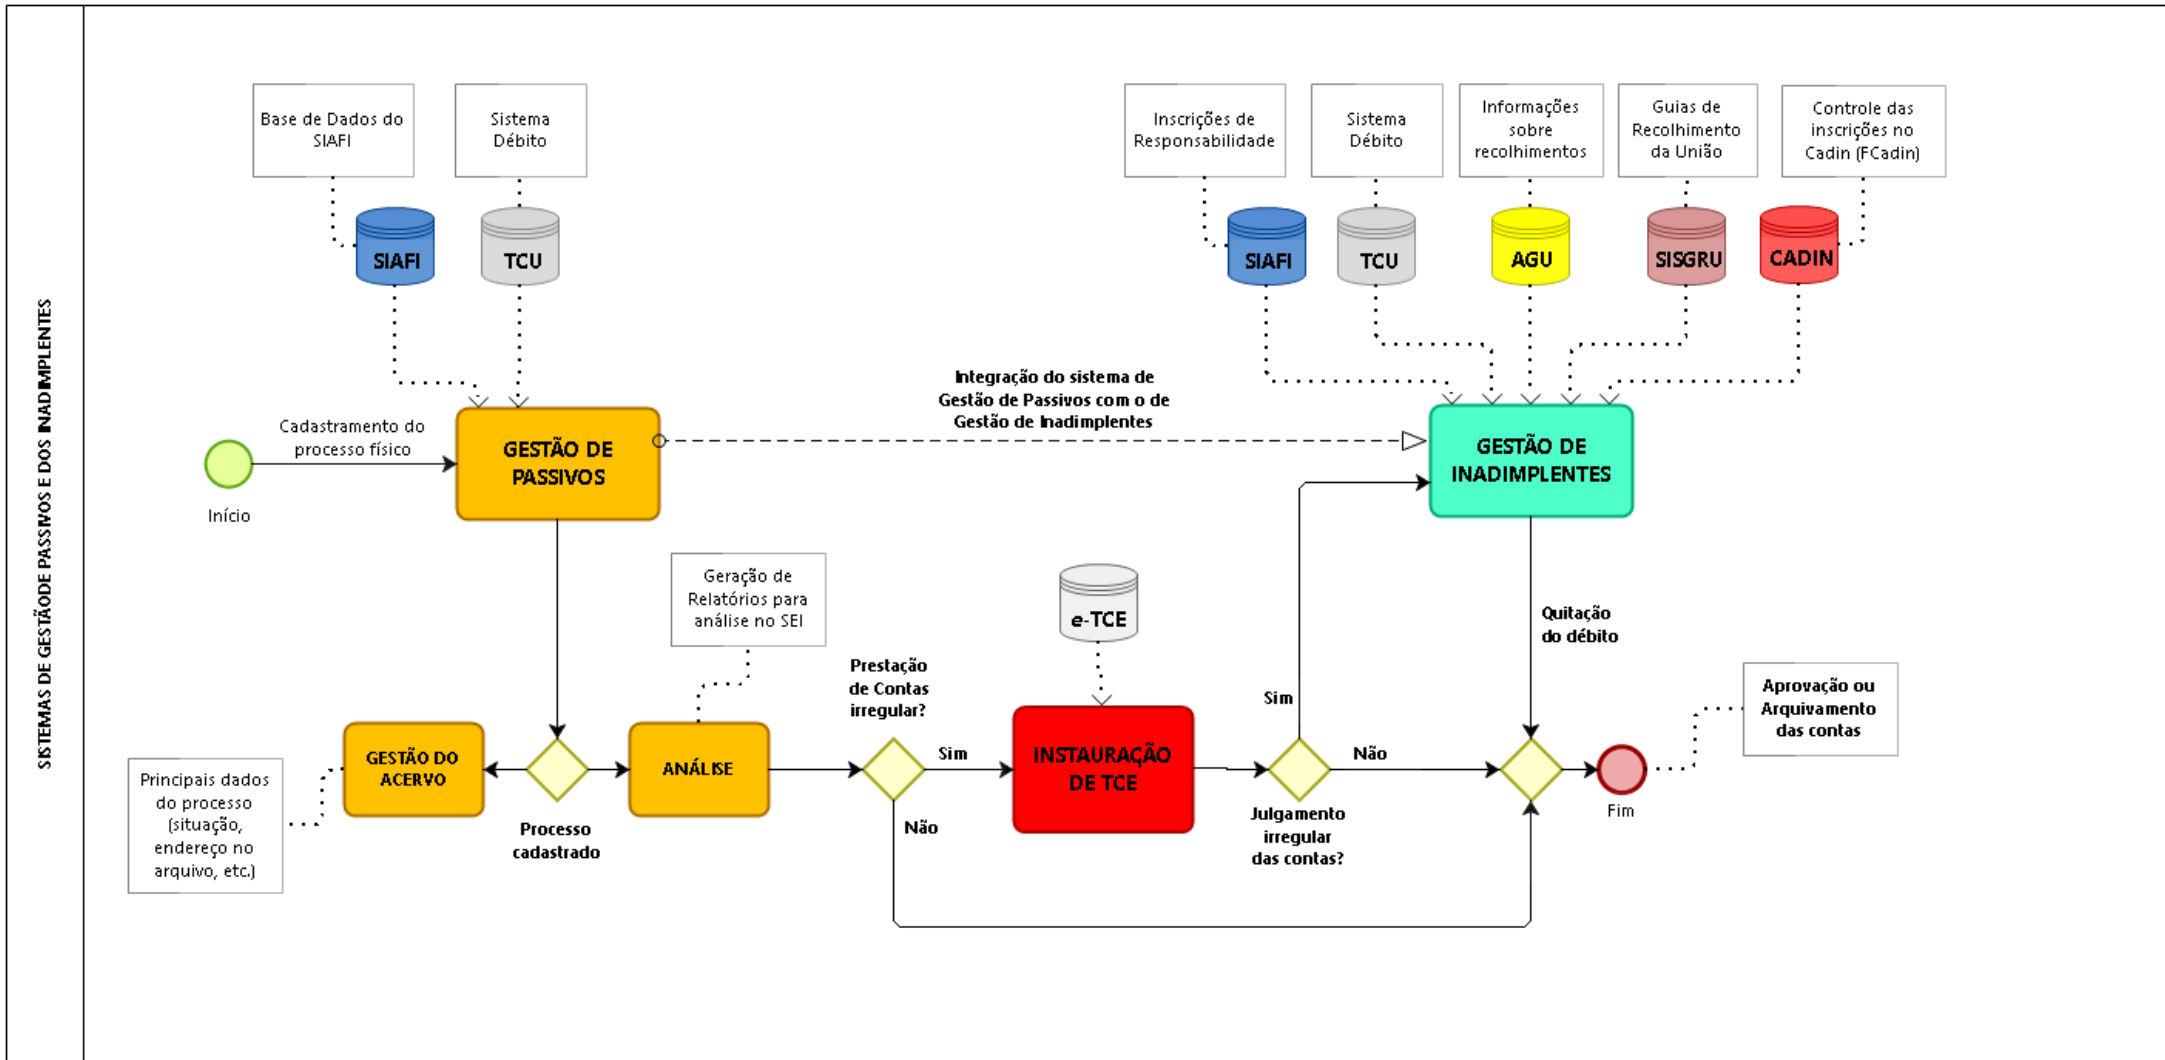 SISTEMAS DE GESTÃODE PASSIVOS E DOS INADIMPLENTES
Base de Dados do
SIAFI
Sistema
Débito
SIAFI
TCU
Inscrições de
Responsabilidade
Sistema
Débito
Informações
sobre
recolhimentos
Guias de
Recolhimento
da União
Controle das
inscrições no
Cadin (FCadin)
SIAFI
TCU
AGU
SISGRU
CADIN
Início
Cadastramento do
processo físico
GESTÃO DE
PASSIVOS
Integração do sistema de
Gestão de Passivos com o de
Gestão de Inadimplentes
GESTÃO DE
INADIMPLENTES
Geração de
Relatórios para
análise no SEI
e-TCE
Quitação
do débito
Principais dados
do processo
(situação,
endereço no
arquivo, etc.)
GESTÃO DO
ACERVO
Processo
cadastrado
ANÁLISE
Prestação
de Contas
irregular?
Sim
Não
INSTAURAÇÃO
DE TCE
Sim
Não
Julgamento
irregular
das contas?
Fim
Aprovação ou
Arquivamento
das contas